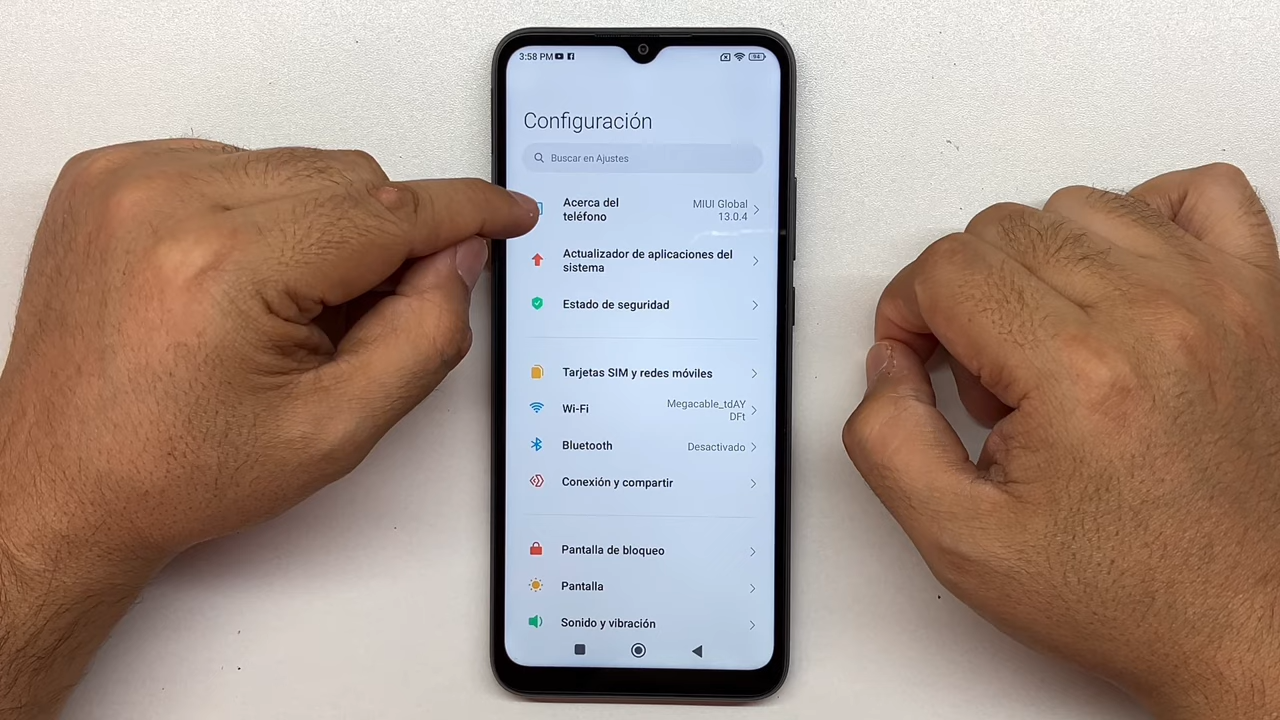 3:58 PM
94
Configuración
Buscar en Ajustes
Acerca del
teléfono
MIUI Global
13.0.4
Actualizador de aplicaciones del
sistema
Estado de seguridad
Tarjetas SIM y redes móviles
Wi-Fi
Megacable_tdAY
DFt
Bluetooth
Desactivado
Conexión y compartir
Pantalla de bloqueo
Pantalla
Sonido y vibración